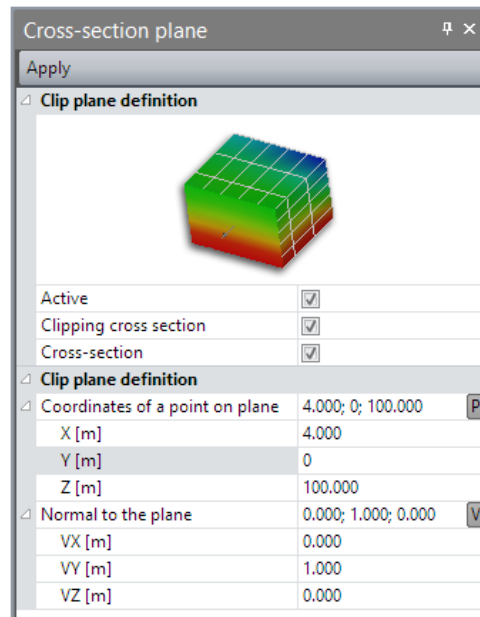 Cross-section plane
Apply
Clip plane definition
Active
Clipping cross section
Cross-section
Clip plane definition
Coordinates of a point on plane 4.000; 0; 100.000 P
X [m] 4.000
Y [m] 0
Z [m] 100.000
Normal to the plane 0.000; 1.000; 0.000 V
VX [m] 0.000
VY [m] 1.000
VZ [m] 0.000